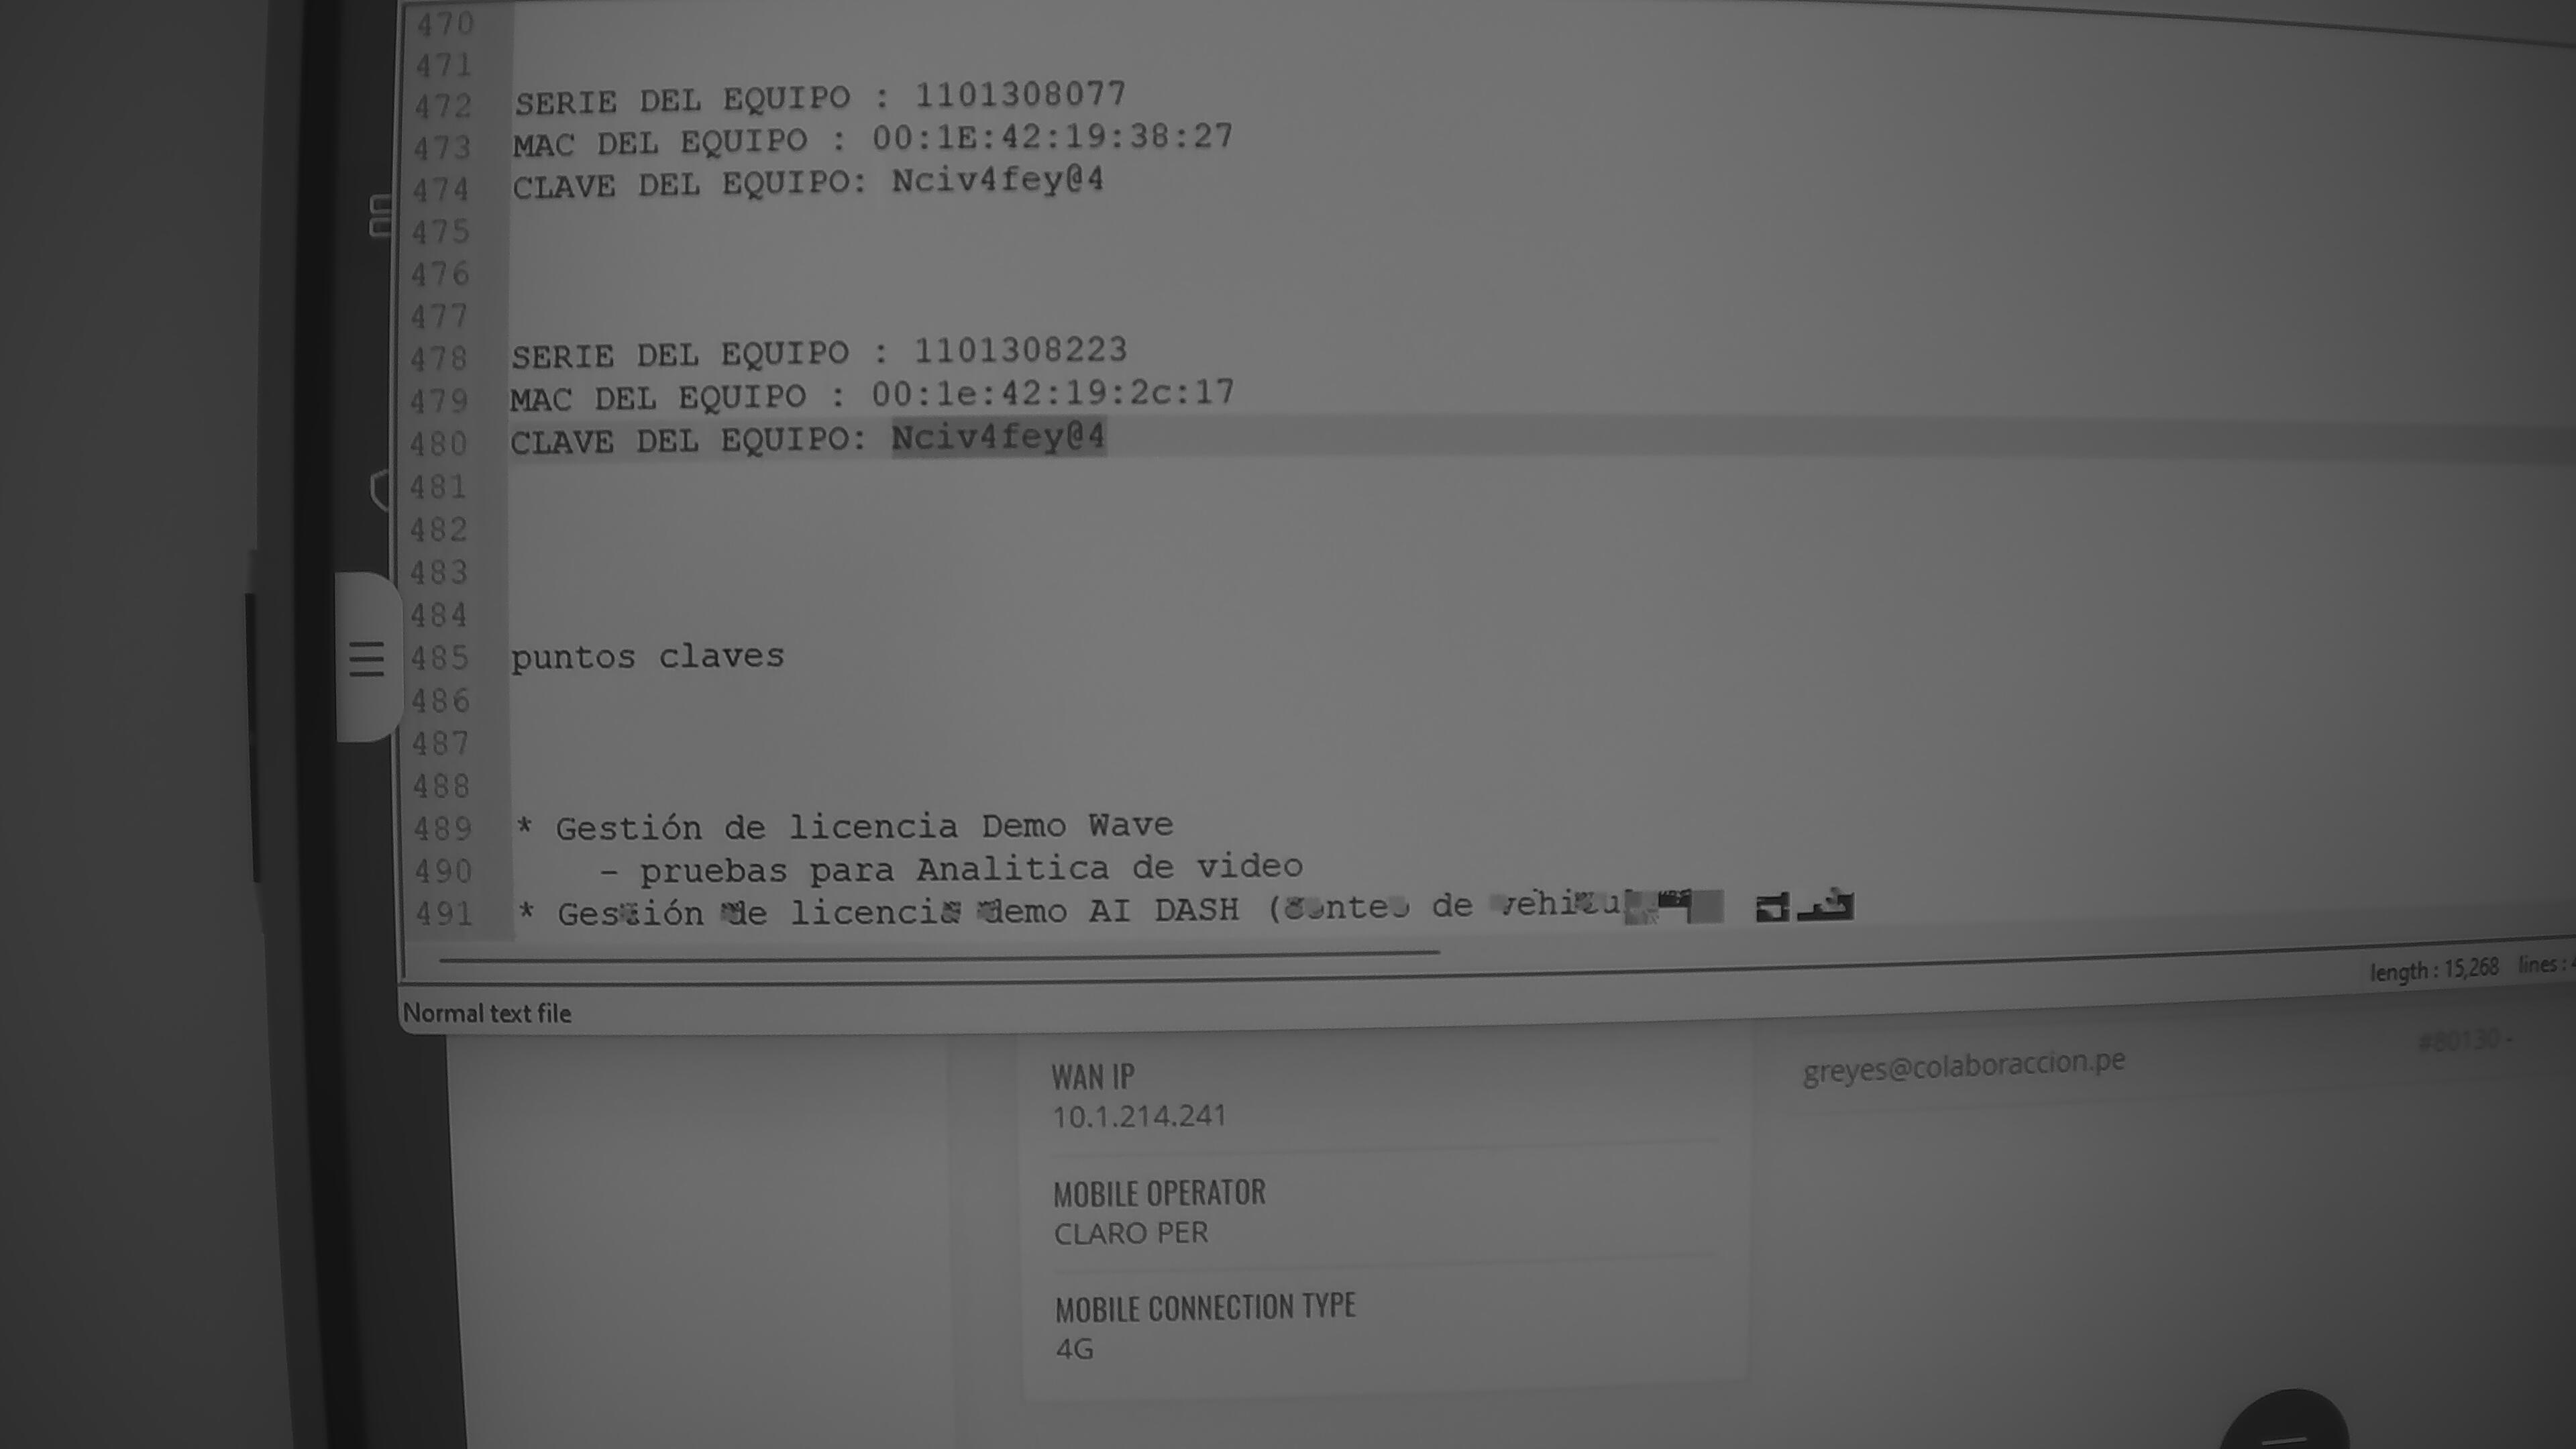 470
471
472 SERIE DEL EQUIPO : 1101308077
473 MAC DEL EQUIPO : 00:1E:42:19:38:27
474 CLAVE DEL EQUIPO: Nciv4fey@4
475
476
477
478 SERIE DEL EQUIPO : 1101308223
479 MAC DEL EQUIPO : 00:1e:42:19:2c:17
480 CLAVE DEL EQUIPO: Nciv4fey@4
481
482
483
484
485 puntos claves
486
487
488
489 * Gestión de licencia Demo Wave
490 - pruebas para Analitica de video
491 * Gestión de licencia demo AI DASH ( de
length : 15,268 lines :
Normal text file
WAN IP
10.1.214.241
MOBILE OPERATOR
CLARO PER
MOBILE CONNECTION TYPE
4G
greyes@colaboraccion.pe
#80130 -